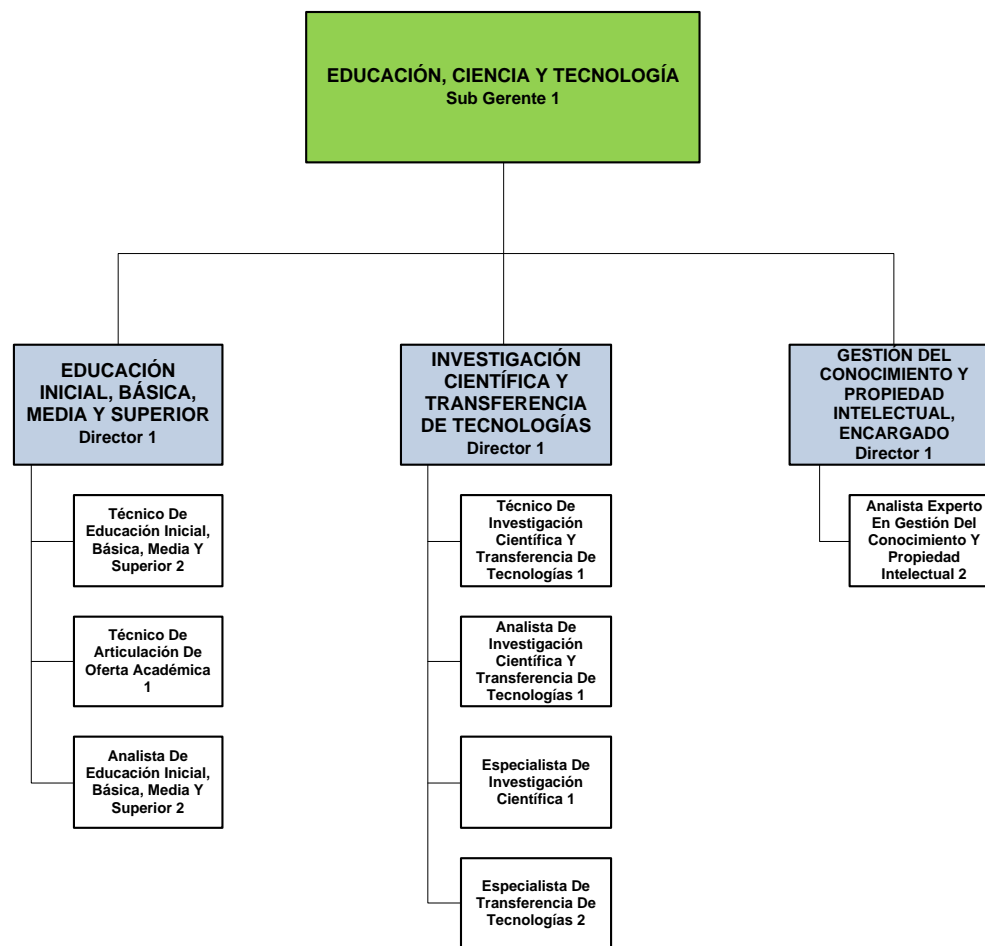 EDUCACIÓN, CIENCIA Y TECNOLOGÍA
Sub Gerente 1
EDUCACIÓN
INICIAL, BÁSICA,
MEDIA Y SUPERIOR
Director 1
Técnico De
Educación Inicial,
Básica, Media Y
Superior 2
Técnico De
Articulación De
Oferta Académica
1
Analista De
Educación Inicial,
Básica, Media Y
Superior 2
INVESTIGACIÓN
CIENTÍFICA Y
TRANSFERENCIA
DE TECNOLOGÍAS
Director 1
Técnico De
Investigación
Científica Y
Transferencia De
Tecnologías 1
Analista De
Investigación
Científica Y
Transferencia De
Tecnologías 1
Especialista De
Investigación
Científica 1
Especialista De
Transferencia De
Tecnologías 2
GESTIÓN DEL
CONOCIMIENTO Y
PROPIEDAD
INTELECTUAL,
ENCARGADO
Director 1
Analista Experto
En Gestión Del
Conocimiento Y
Propiedad
Intelectual 2